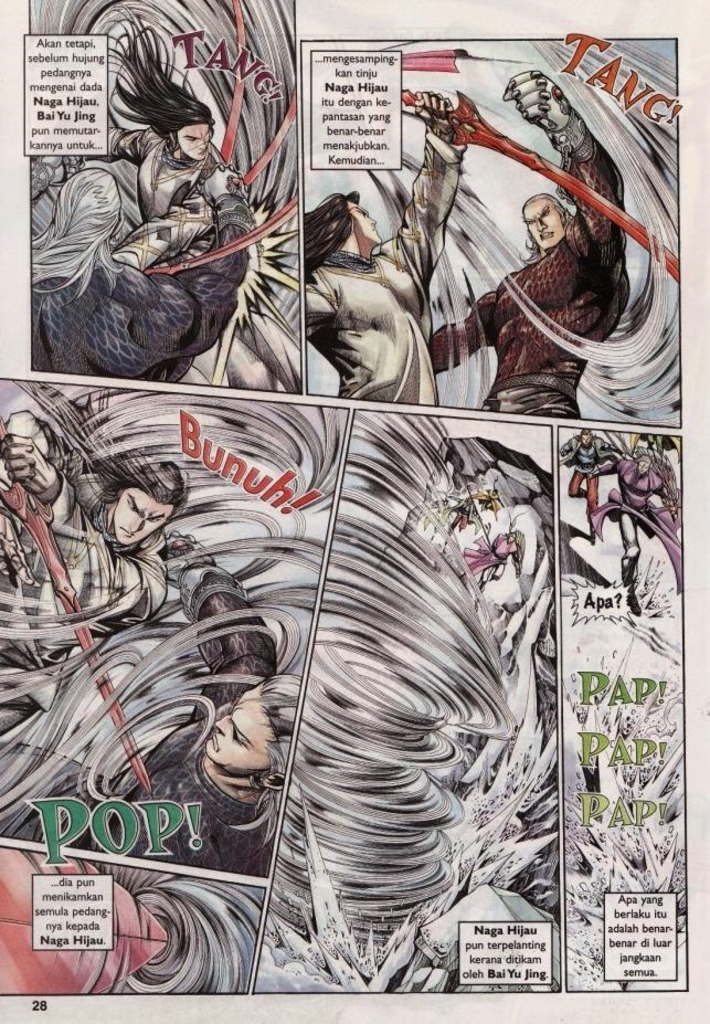 Akan tetapi,
sebelum hujung
pedangnya
mengenai dada
Naga Hijau,
Bai Yu Jing
pun memutar-
kannya untuk...
TANG!
...mengesamping-
kan tinju
Naga Hijau
itu dengan ke-
pantasan yang
benar-benar
menakjubkan.
Kemudian...
TANG!
BUNUH!
POP!
...dia pun
menikamkan
semula pedang-
nya kepada
Naga Hijau.
Naga Hijau
pun terpelanting
kerana ditikam
oleh Bai Yu Jing.
Apa?
PAP!
PAP!
PAP!
Apa yang
berlaku itu
adalah benar-
benar di luar
jangkaan
semua.
28